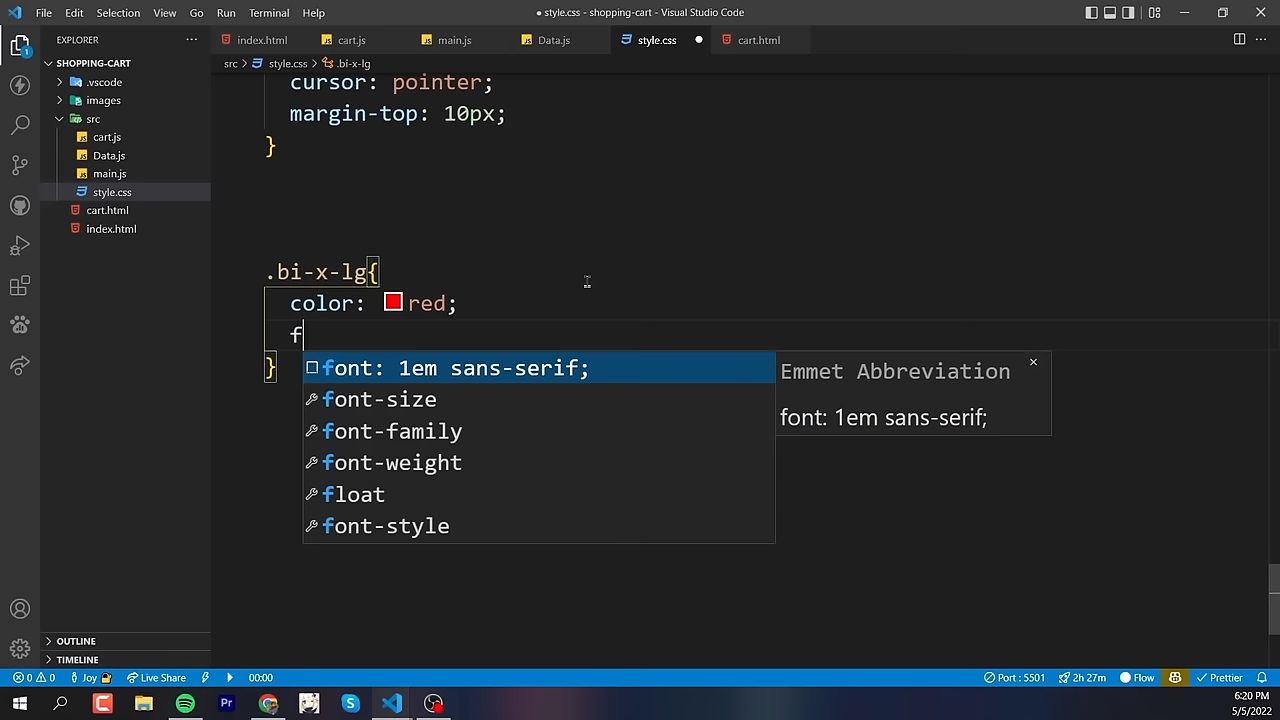 File Edit Selection View Go Run Terminal Help
● style.css - shopping-cart - Visual Studio Code
EXPLORER
index.html
cart.js
main.js
Data.js
style.css
cart.html
SHOPPING-CART
.vscode
images
src
cart.js
Data.js
main.js
style.css
cart.html
index.html
src > style.css > .bi-x-lg
cursor: pointer;
margin-top: 10px;
}
.bi-x-lg{
color: red;
f
}
font: 1em sans-serif;
font-size
font-family
font-weight
float
font-style
Emmet Abbreviation
font: 1em sans-serif;
OUTLINE
TIMELINE
0 0 Joy Live Share 00:00
Port : 5501 2h 27m Flow Prettier
Pr
6:20 PM
5/5/2022